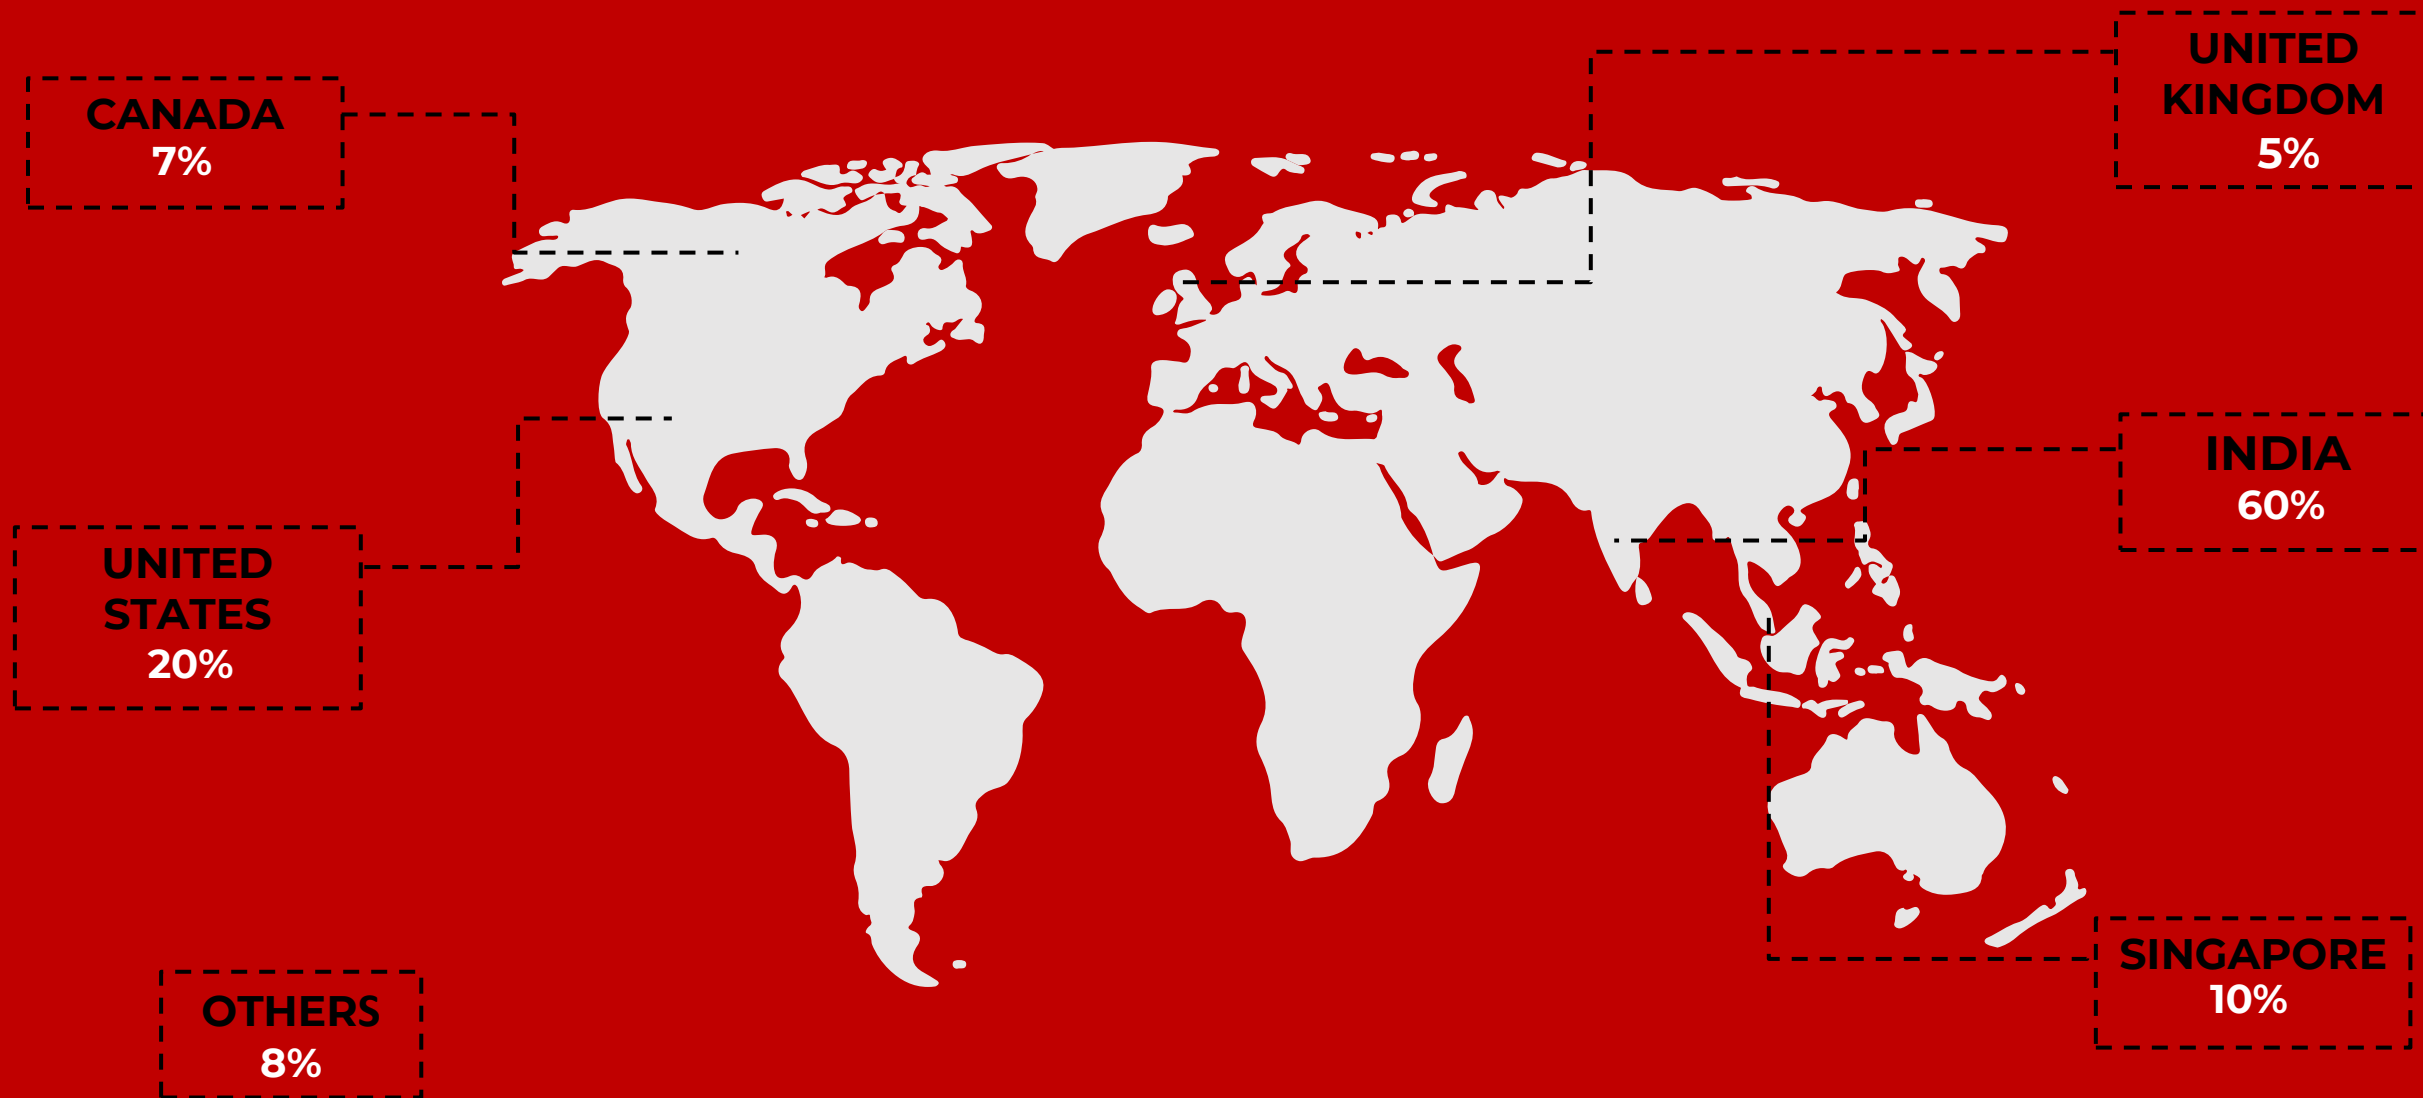 CANADA
7%
UNITED
KINGDOM
5%
UNITED
STATES
20%
INDIA
60%
OTHERS
8%
SINGAPORE
10%